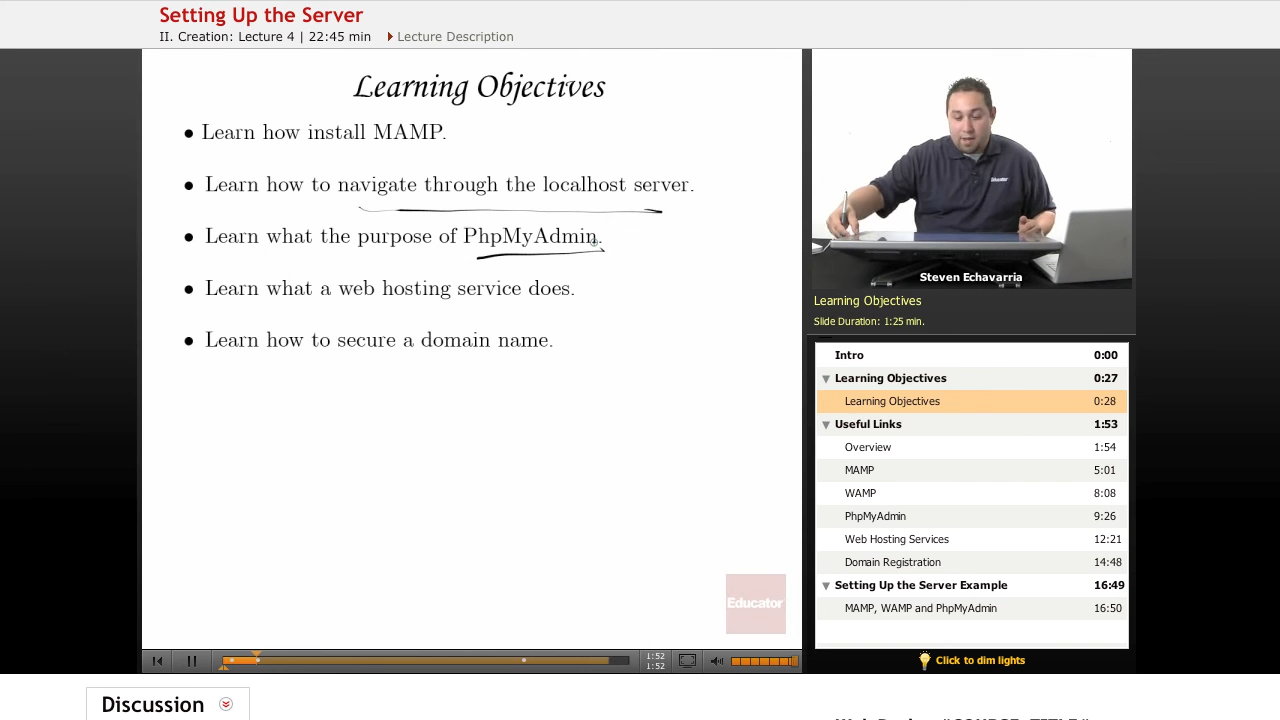 Setting Up the Server
II. Creation: Lecture 4 | 22:45 min
Lecture Description
Learning Objectives
• Learn how install MAMP.
• Learn how to navigate through the localhost server.
• Learn what the purpose of PhpMyAdmin.
• Learn what a web hosting service does.
• Learn how to secure a domain name.
Educator
1:52
1:52
Educator
Steven Echavarria
Learning Objectives
Slide Duration: 1:25 min.
Intro 0:00
Learning Objectives 0:27
Learning Objectives 0:28
Useful Links 1:53
Overview 1:54
MAMP 5:01
WAMP 8:08
PhpMyAdmin 9:26
Web Hosting Services 12:21
Domain Registration 14:48
Setting Up the Server Example 16:49
MAMP, WAMP and PhpMyAdmin 16:50
Click to dim lights
Discussion